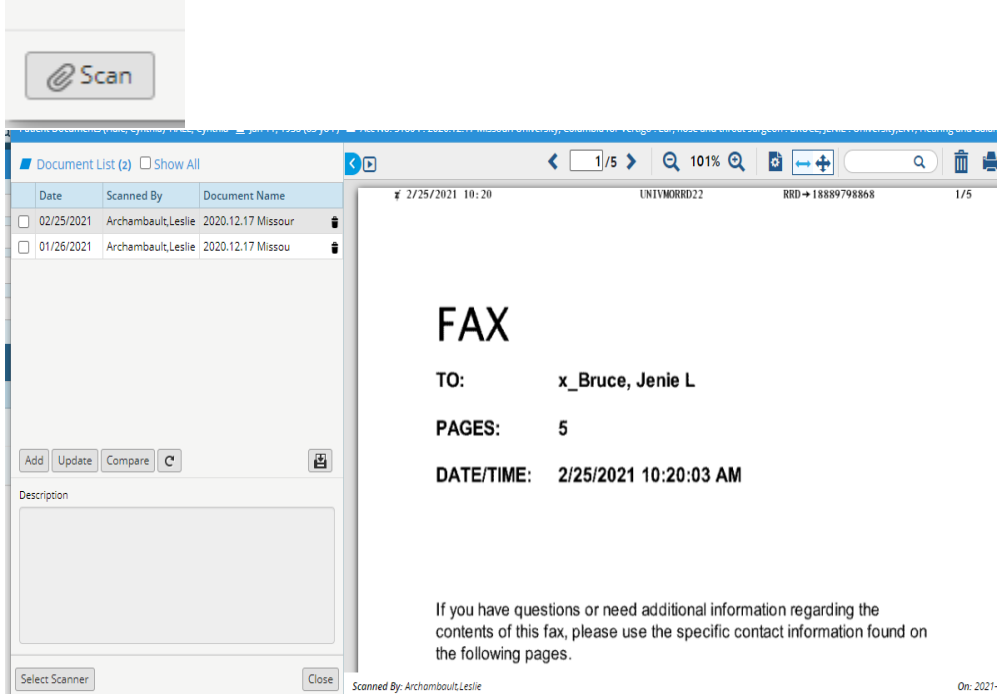 Scan
Document List (2) Show All
Date Scanned By Document Name
02/25/2021 Archambault,Leslie 2020.12.17 Missour
01/26/2021 Archambault,Leslie 2020.12.17 Missou
Add Update Compare
Description
Select Scanner Close
1/5 101%
2/25/2021 10:20 UNIVMORRD22 RRD→18889798868 1/5
FAX
TO: x_Bruce, Jenie L
PAGES: 5
DATE/TIME: 2/25/2021 10:20:03 AM
If you have questions or need additional information regarding the
contents of this fax, please use the specific contact information found on
the following pages.
Scanned By: Archambault,Leslie On: 2021-